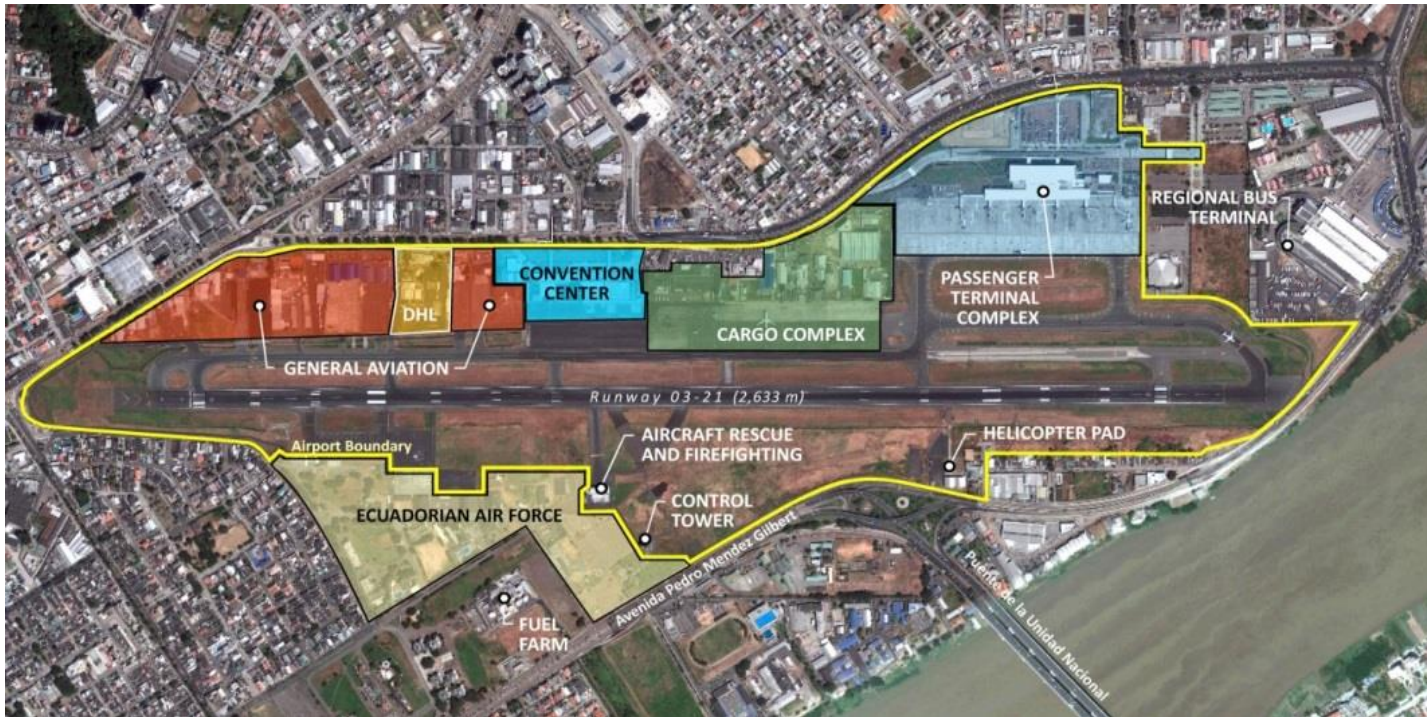 REGIONAL BUS
TERMINAL
CONVENTION
CENTER
PASSENGER
TERMINAL
COMPLEX
DHL
CARGO COMPLEX
GENERAL AVIATION
Runway 03-21 (2,633 m)
Airport Boundary
AIRCRAFT RESCUE
AND FIREFIGHTING
HELICOPTER PAD
ECUADORIAN AIR FORCE
CONTROL
TOWER
Avenida Pedro Mendez Gilbert
Puente de la Unidad Nacional
FUEL
FARM